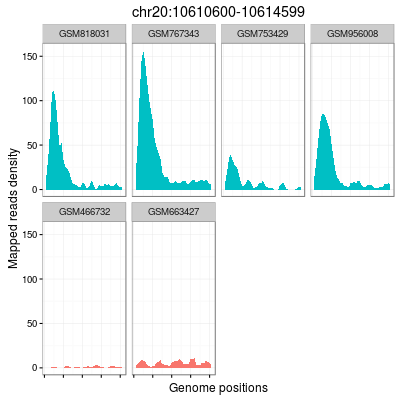 chr20:10610600-10614599
GSM818031 GSM767343 GSM753429 GSM956008
150
100
50
0
Mapped reads density
GSM466732 GSM663427
150
100
50
0
Genome positions